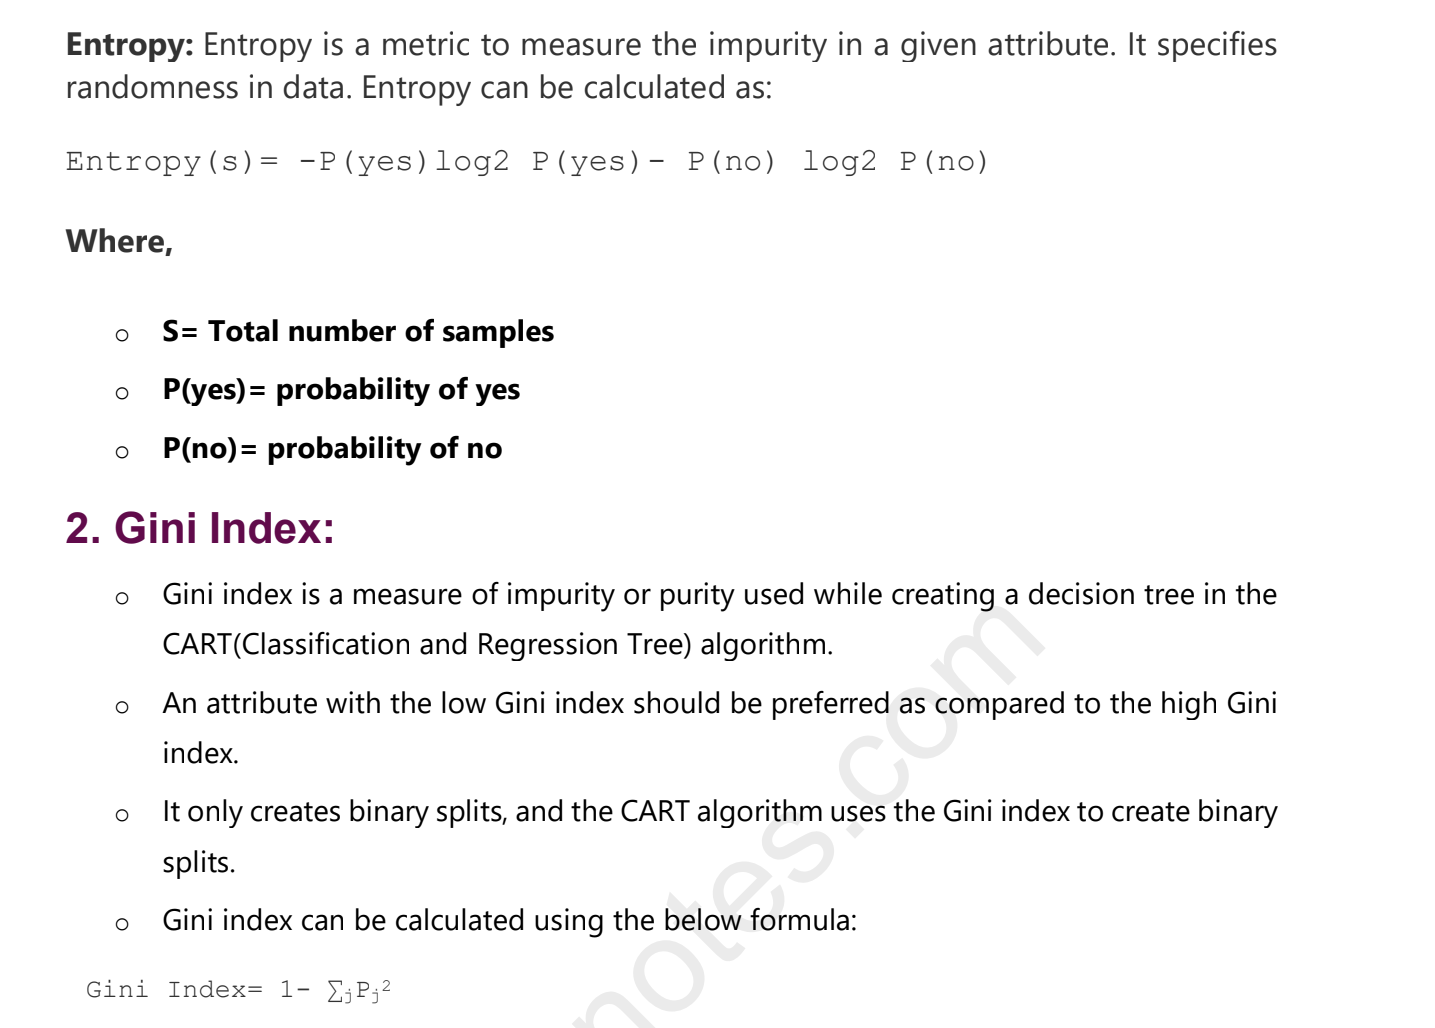 Entropy: Entropy is a metric to measure the impurity in a given attribute. It specifies
randomness in data. Entropy can be calculated as:
Entropy(s)= -P(yes)log2 P(yes)- P(no) log2 P(no)
Where,
o S= Total number of samples
o P(yes)= probability of yes
o P(no)= probability of no
2. Gini Index:
o Gini index is a measure of impurity or purity used while creating a decision tree in the
CART(Classification and Regression Tree) algorithm.
o An attribute with the low Gini index should be preferred as compared to the high Gini
index.
o It only creates binary splits, and the CART algorithm uses the Gini index to create binary
splits.
o Gini index can be calculated using the below formula:
Gini Index= 1- ∑ⱼPⱼ²
notes.com